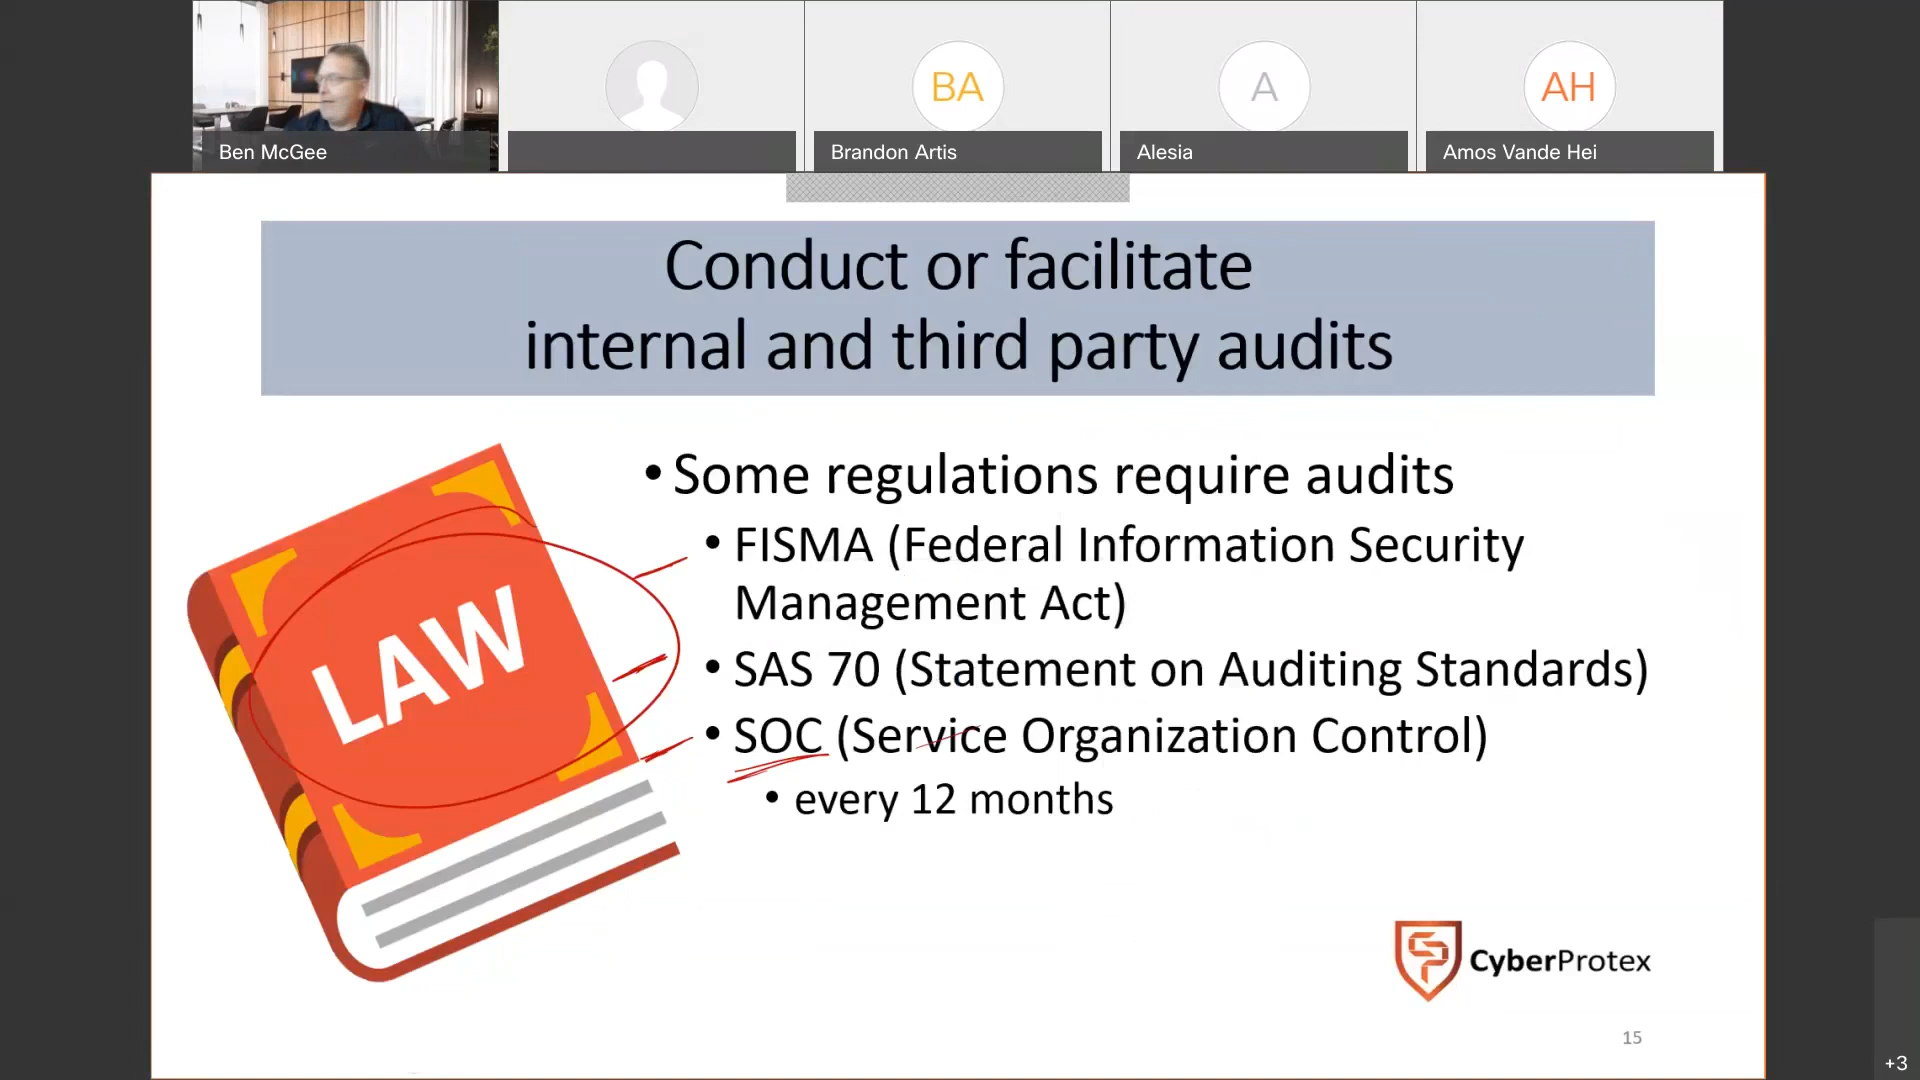 Ben McGee
BA
Brandon Artis
A
Alesia
AH
Amos Vande Hei
Conduct or facilitate
internal and third party audits
LAW
• Some regulations require audits
• FISMA (Federal Information Security
Management Act)
• SAS 70 (Statement on Auditing Standards)
• SOC (Service Organization Control)
• every 12 months
CyberProtex
15
+3